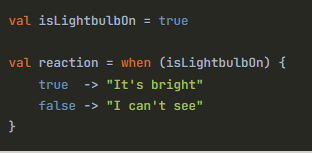 val isLightbulbOn = true
val reaction = when (isLightbulbOn) {
    true  -> "It's bright"
    false -> "I can't see"
}